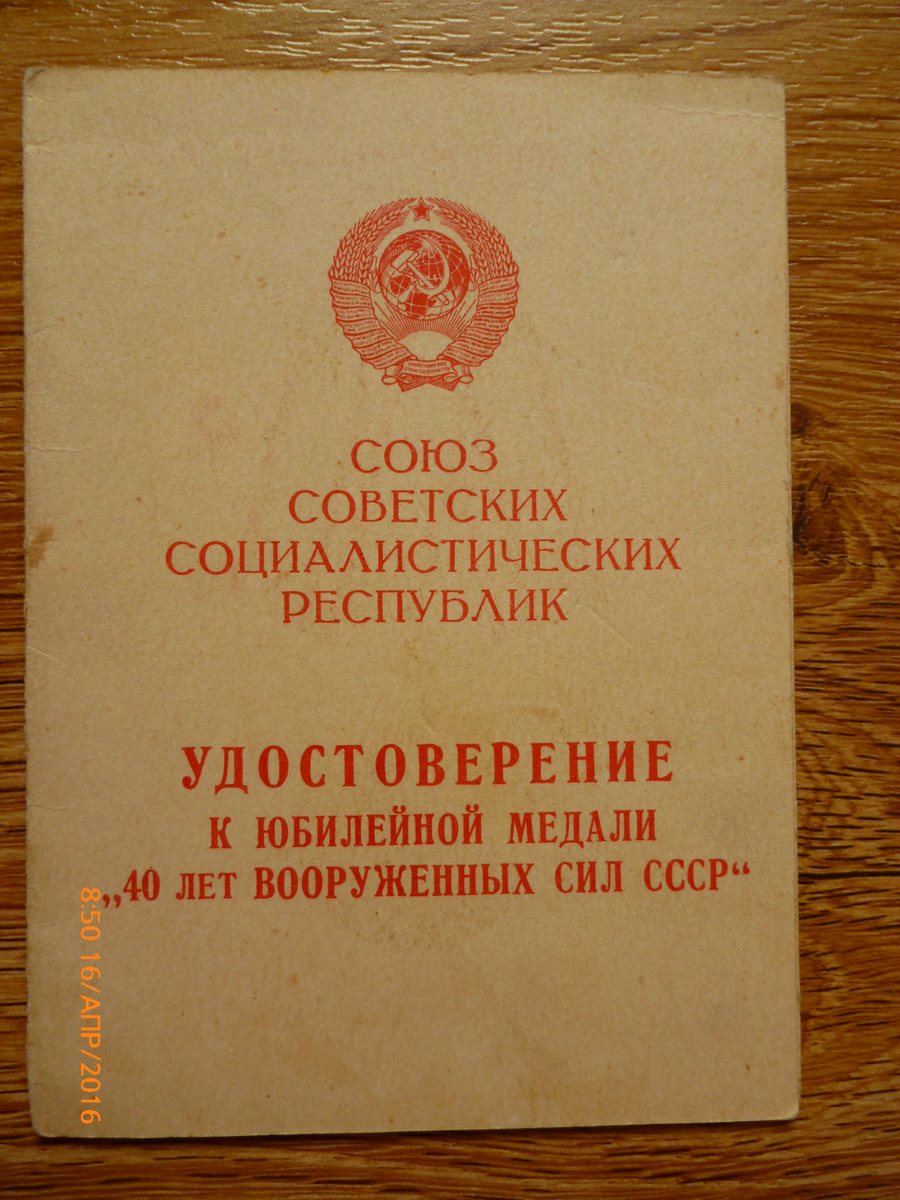 СОЮЗ
СОВЕТСКИХ
СОЦИАЛИСТИЧЕСКИХ
РЕСПУБЛИК
УДОСТОВЕРЕНИЕ
К ЮБИЛЕЙНОЙ МЕДАЛИ
„40 ЛЕТ ВООРУЖЕННЫХ СИЛ СССР“
8:50 16/АПР/2016